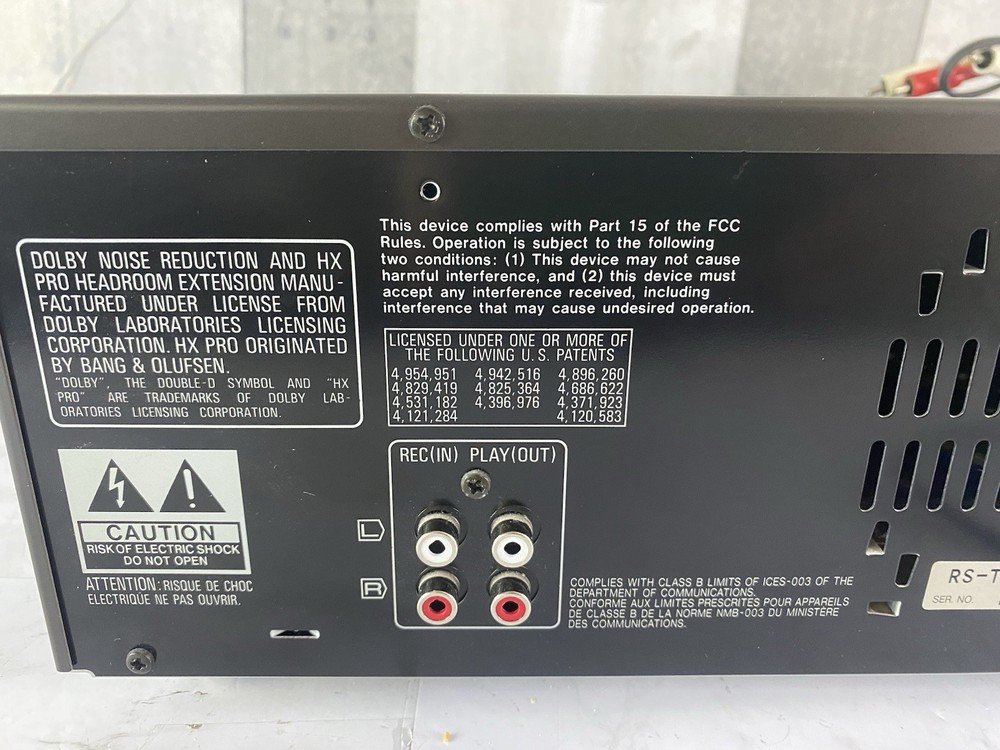 DOLBY NOISE REDUCTION AND HX
PRO HEADROOM EXTENSION MANU-
FACTURED UNDER LICENSE FROM
DOLBY LABORATORIES LICENSING
CORPORATION. HX PRO ORIGINATED
BY BANG & OLUFSEN.
"DOLBY", THE DOUBLE-D SYMBOL AND "HX
PRO" ARE TRADEMARKS OF DOLBY LAB-
ORATORIES LICENSING CORPORATION.
This device complies with Part 15 of the FCC
Rules. Operation is subject to the following
two conditions: (1) This device may not cause
harmful interference, and (2) this device must
accept any interference received, including
interference that may cause undesired operation.
LICENSED UNDER ONE OR MORE OF
THE FOLLOWING U.S. PATENTS
4,954,951 4,942,516 4,896,260
4,829,419 4,825,364 4,686,622
4,531,182 4,396,976 4,371,923
4,121,284 4,120,583
CAUTION
RISK OF ELECTRIC SHOCK
DO NOT OPEN
ATTENTION: RISQUE DE CHOC
ELECTRIQUE NE PAS OUVRIR.
REC(IN) PLAY(OUT)
L
R
COMPLIES WITH CLASS B LIMITS OF ICES-003 OF THE
DEPARTMENT OF COMMUNICATIONS.
CONFORME AUX LIMITES PRESCRITES POUR APPAREILS
DE CLASSE B DE LA NORME NMB-003 DU MINISTÈRE
DES COMMUNICATIONS.
RS-T
SER. NO.